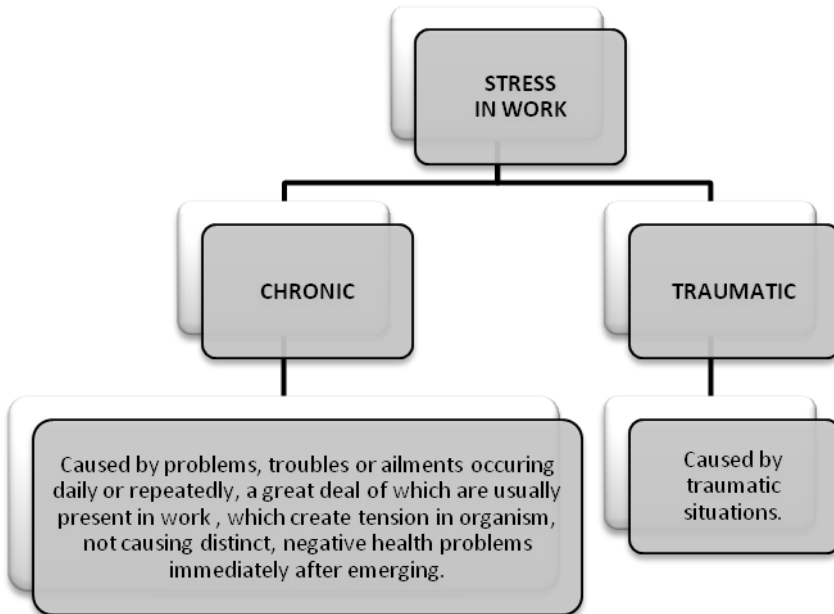 STRESS
IN WORK
CHRONIC
TRAUMATIC
Caused by problems, troubles or ailments occuring
daily or repeatedly, a great deal of which are usually
present in work , which create tension in organism,
not causing distinct, negative health problems
immediately after emerging.
Caused by
traumatic
situations.